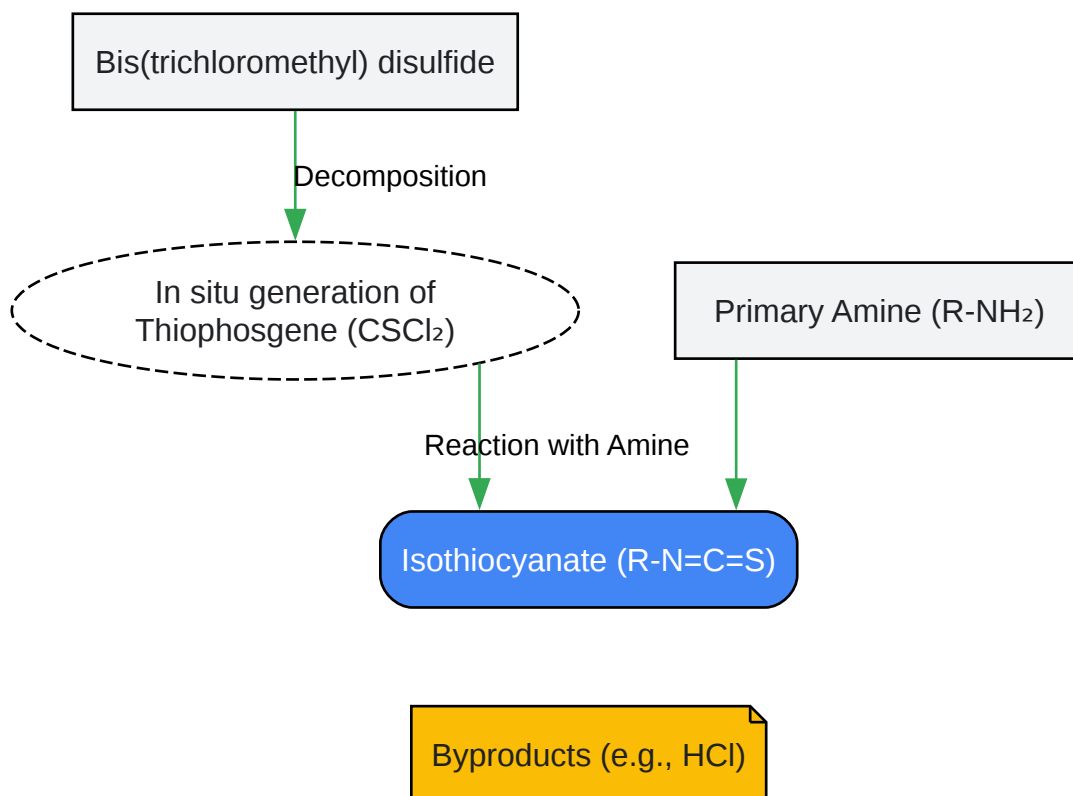 Bis(trichloromethyl) disulfide
Decomposition
In situ generation of
Thiophosgene (CSCl₂)
Primary Amine (R-NH₂)
Reaction with Amine
Isothiocyanate (R-N=C=S)
Byproducts (e.g., HCl)